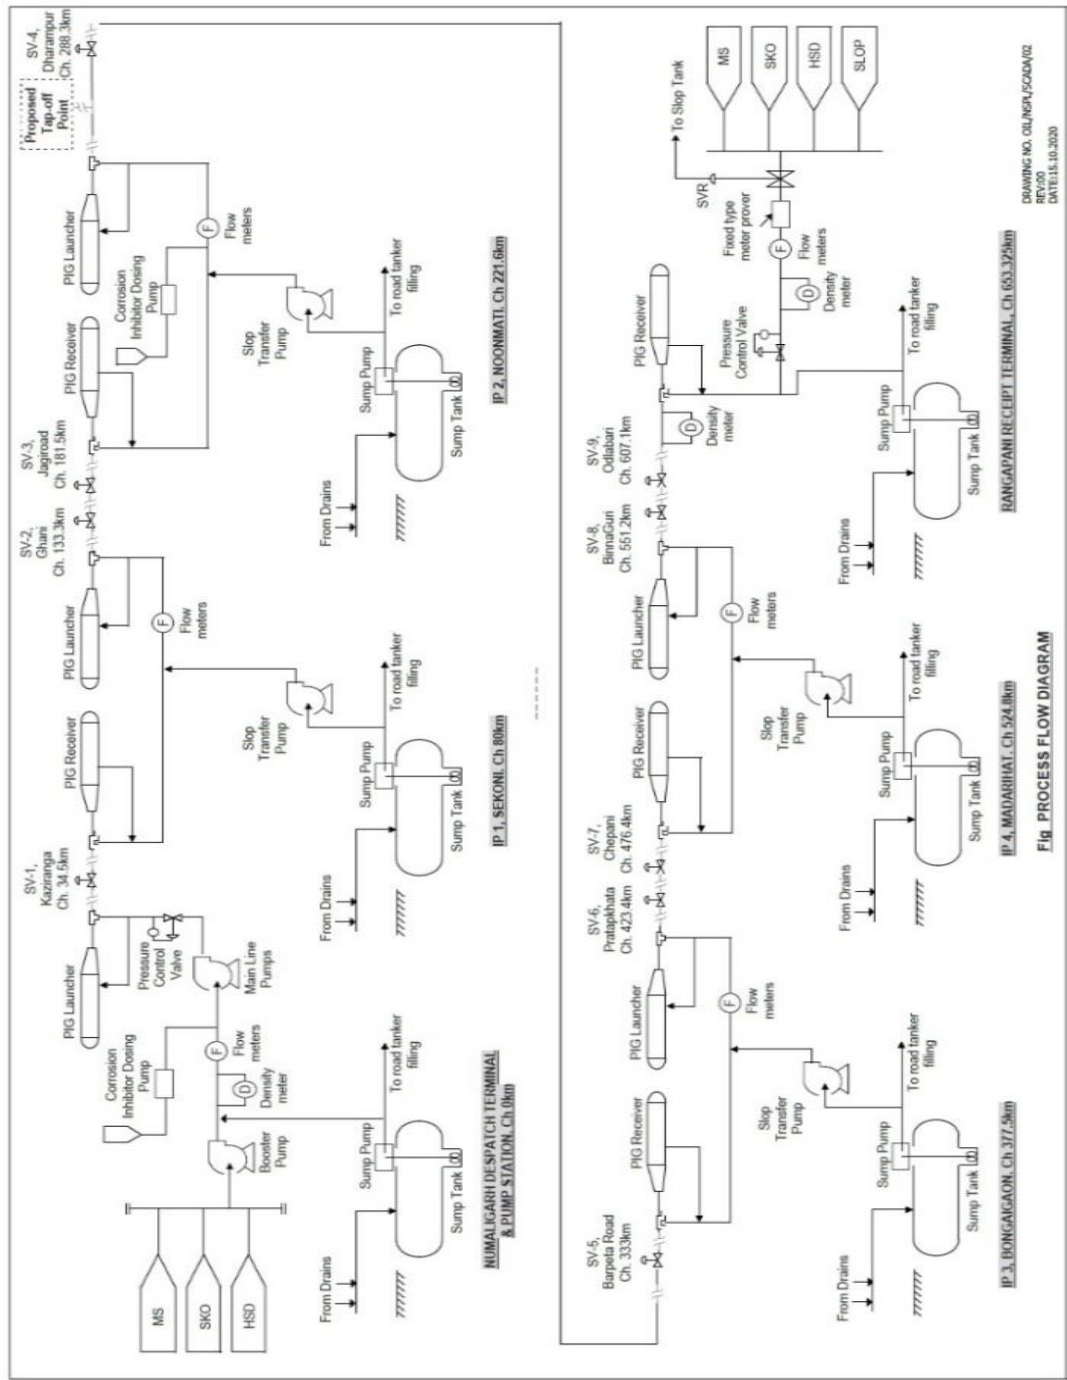 MS
SKO
HSD
Booster
Pump
Density
meter
D
F
Flow
meters
Corrosion
Inhibitor Dosing
Pump
Main Line
Pumps
Pressure
Control
Valve
PIG Launcher
From Drains
Sump Pump
Sump Tank
To road tanker
filling
NUMALIGARH DESPATCH TERMINAL
& PUMP STATION, Ch 0km
SV-1,
Kaziranga
Ch. 34.5km
PIG Receiver
PIG Launcher
F
Flow
meters
Slop
Transfer
Pump
From Drains
Sump Pump
Sump Tank
To road tanker
filling
IP 1, SEKONI. Ch 80km
SV-2,
Ghani
Ch. 133.3km
SV-3,
Jagiroad
Ch. 181.5km
PIG Receiver
Corrosion
Inhibitor Dosing
Pump
PIG Launcher
F
Flow
meters
Slop
Transfer
Pump
From Drains
Sump Pump
Sump Tank
To road tanker
filling
IP 2, NOONMATI. Ch 221.6km
Proposed
Tap-off
Point
SV-4,
Dharampur
Ch. 288.3km
SV-5,
Barpeta Road
Ch. 333km
PIG Receiver
PIG Launcher
F
Flow
meters
Slop
Transfer
Pump
From Drains
Sump Pump
Sump Tank
To road tanker
filling
IP 3, BONGAIGAON, Ch 377.5km
SV-6,
Pratapkhata
Ch. 423.4km
SV-7,
Chepani
Ch. 476.4km
PIG Receiver
PIG Launcher
F
Flow
meters
Slop
Transfer
Pump
From Drains
Sump Pump
Sump Tank
To road tanker
filling
IP 4, MADARIHAT. Ch 524.8km
SV-8,
BinnaGuri
Ch. 551.2km
SV-9,
Odlabari
Ch. 607.1km
D
Density
meter
PIG Receiver
Pressure
Control Valve
D
Density
meter
F
Flow
meters
Fixed type
meter prover
SVR
To Slop Tank
MS
SKO
HSD
SLOP
From Drains
Sump Pump
Sump Tank
To road tanker
filling
RANGAPANI RECEIPT TERMINAL, Ch 653.325km
Fig PROCESS FLOW DIAGRAM
DRAWING NO. OIL/NSPL/SCADA/02
REV:00
DATE:15.10.2020